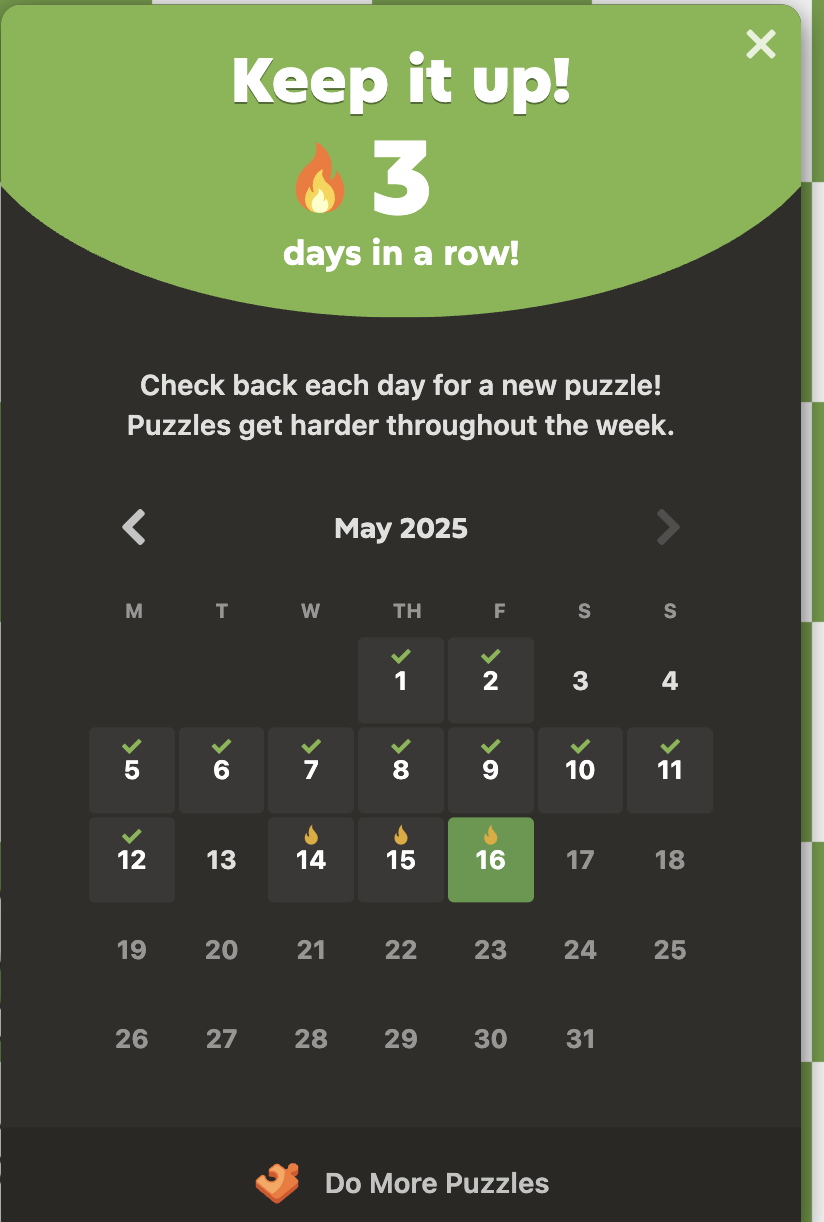 Keep it up!
3
days in a row!
Check back each day for a new puzzle!
Puzzles get harder throughout the week.
May 2025
M T W TH F S S
1 2 3 4
5 6 7 8 9 10 11
12 13 14 15 16 17 18
19 20 21 22 23 24 25
26 27 28 29 30 31
Do More Puzzles